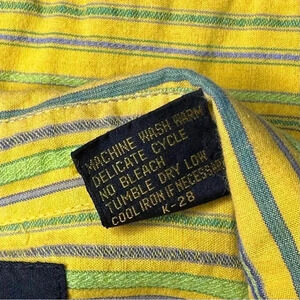 MACHINE WASH WARM
DELICATE CYCLE
NO BLEACH
TUMBLE DRY LOW
COOL IRON IF NECESSARY
K-28